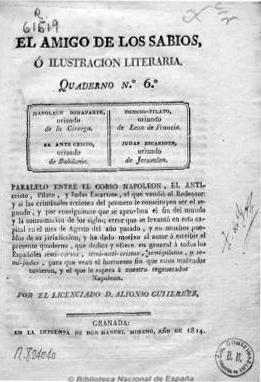 R
61519
EL AMIGO DE LOS SABIOS,
Ó ILUSTRACION LITERARIA.
QUADERNO N.º 6.º
NAPOLEON BONAPARTE,
oriundo
de la Córcega.
PONCIO-PILATO,
oriundo
de Leon de Francia.
EL ANTE CRISTO,
oriundo
de Babilonia.
JUDAS ESCARIOTE,
oriundo
de Jerusalen.
PARALELO ENTRE EL CORSO NAPOLEON, EL ANTI-
cristo, Pilato, y Judas Escariote, el que vendió al Redentor:
y si las criminales acciones del primero le constituyen ser el se-
gundo, y por consiguiente que se aproxima el fin del mundo
y la consumacion de los siglos; error que se levantó en esta ca-
pital en el mes de Agosto del año pasado, y en muchos pue-
blos de su jurisdiccion, y ha dado motivo al autor á escribir el
presente quaderno, que dedica y ofrece en general á todos los
Españoles semi-corsos, semi-anti-cristos, semi-pilatos, y se-
mi-judas, para que vean el horroroso fin que estos malvados
tuvieron, y el que le espera á nuestro regenerador
Napoleon.
POR EL LICENCIADO D. ALFONSO GUTIERREZ,
GRANADA:
EN LA IMPRENTA DE DON MANUEL MORENO, AÑO DE 1814.
© Biblioteca Nacional de España